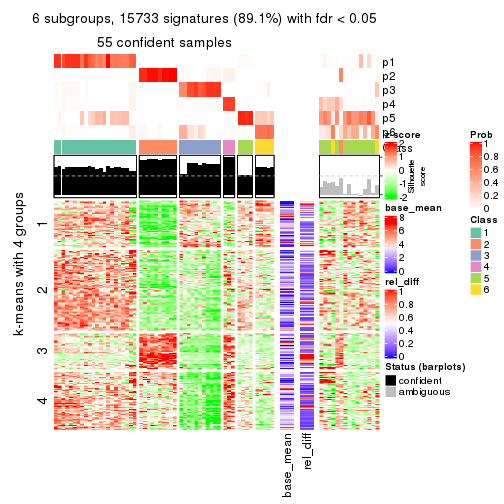 6 subgroups, 15733 signatures (89.1%) with fdr < 0.05
55 confident samples
p1
p2
p3
p4
p5
p6
Class
z-score
2
1
0
-1
-2
Silhouette
score
Prob
1
0.8
0.6
0.4
0.2
0
base_mean
8
6
4
2
0
Class
1
2
3
4
5
6
rel_diff
1
0.8
0.6
0.4
0.2
0
Status (barplots)
confident
ambiguous
k-means with 4 groups
1
2
3
4
base_mean
rel_diff